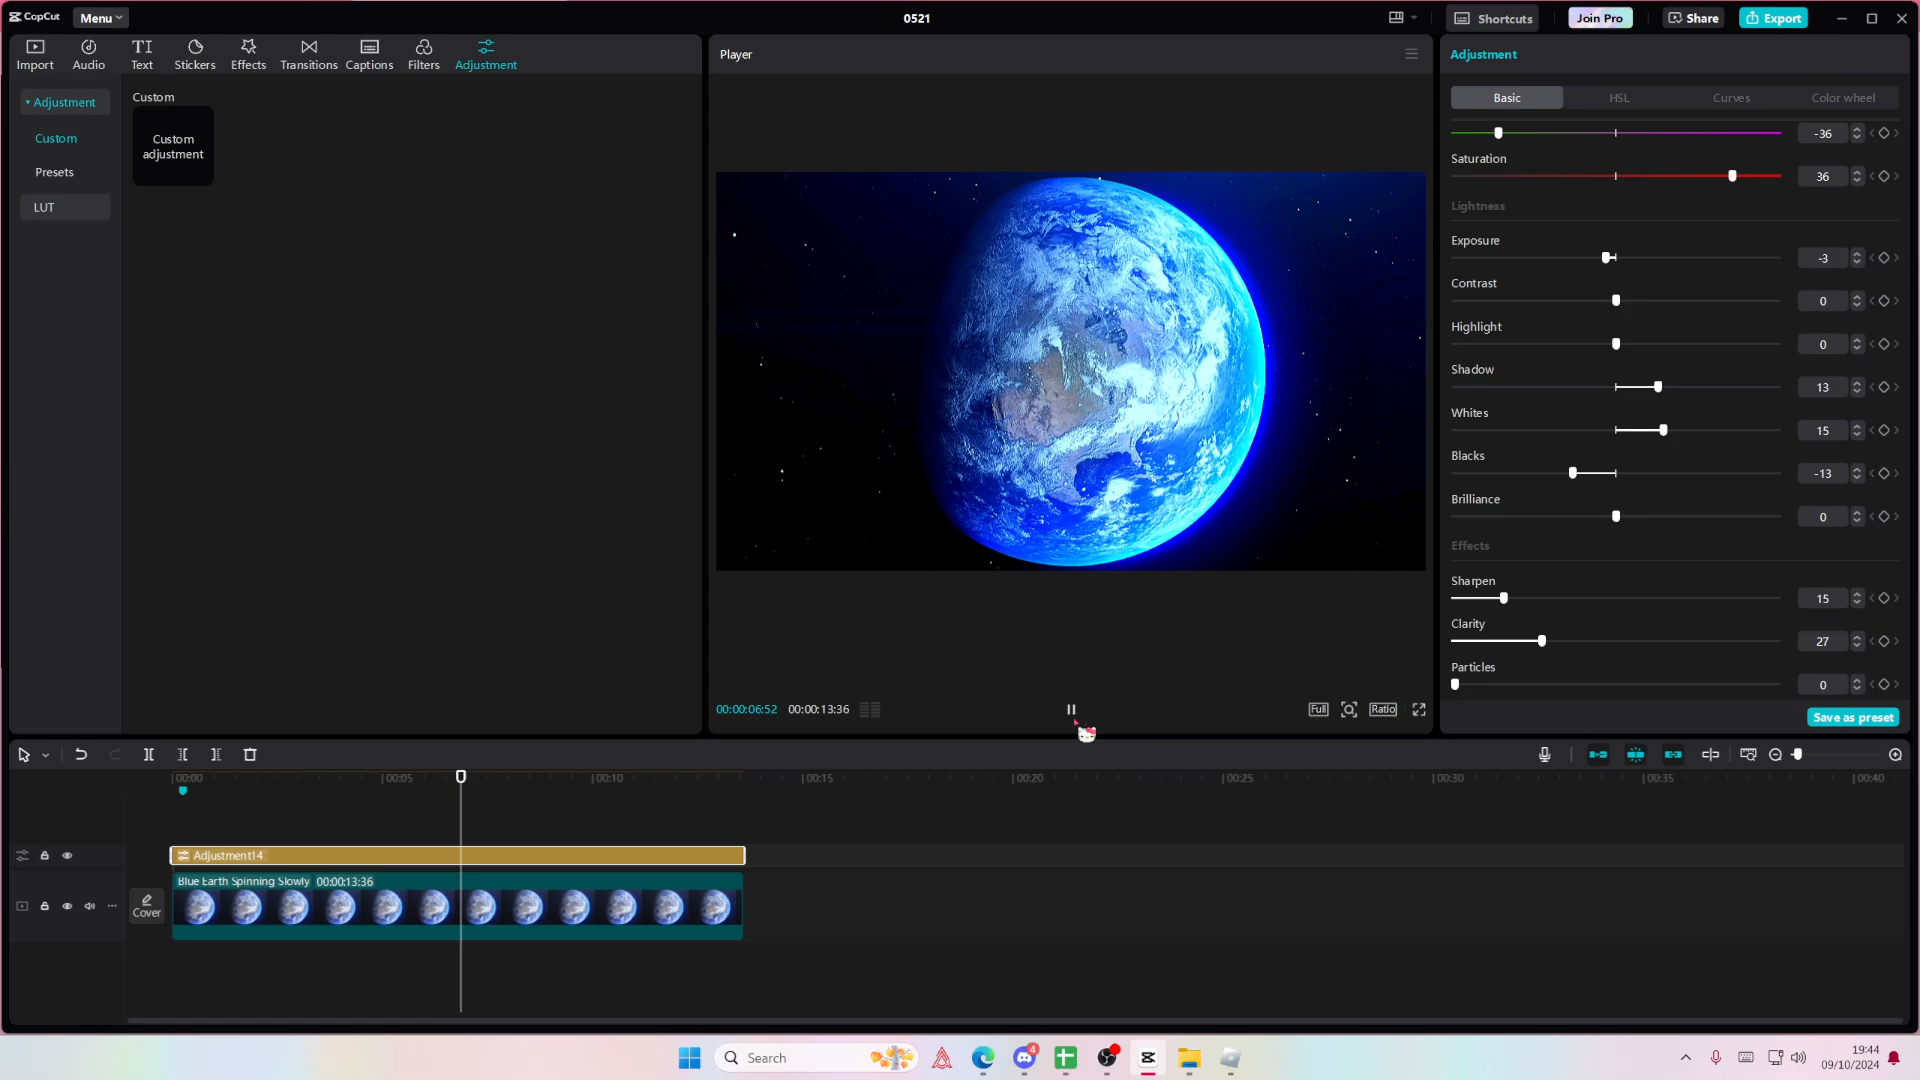 CapCut
Menu
0521
Shortcuts
Join Pro
Share
Export
Import
Audio
Text
Stickers
Effects
Transitions
Captions
Filters
Adjustment
Adjustment
Custom
Presets
LUT
Custom
Custom
adjustment
Player
00:00:06:52
00:00:13:36
Full
Ratio
Adjustment
Basic
HSL
Curves
Color wheel
-36
Saturation
36
Lightness
Exposure
-3
Contrast
0
Highlight
0
Shadow
13
Whites
15
Blacks
-13
Brilliance
0
Effects
Sharpen
15
Clarity
27
Particles
0
Save as preset
00:00
00:05
00:10
00:15
00:20
00:25
00:30
00:35
00:40
Adjustment14
Blue Earth Spinning Slowly 00:00:13:36
Cover
Search
4
19:44
09/10/2024